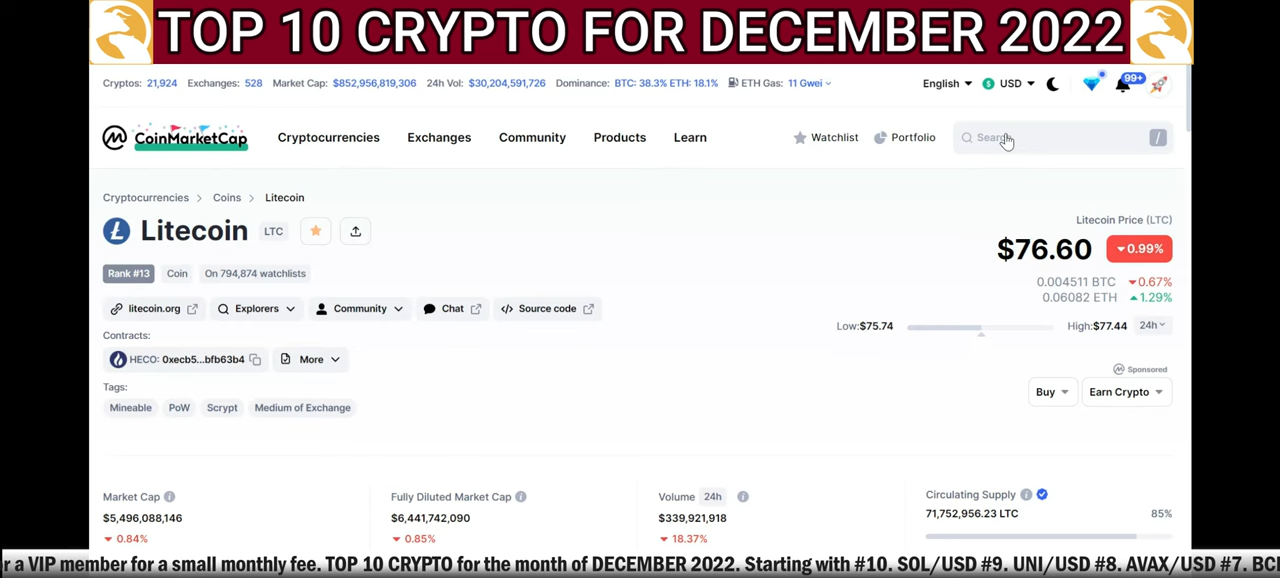 TOP 10 CRYPTO FOR DECEMBER 2022
Cryptos: 21,924 Exchanges: 528 Market Cap: $852,956,819,306 24h Vol: $30,204,591,726 Dominance: BTC: 38.3% ETH: 18.1% ETH Gas: 11 Gwei English USD 99+
CoinMarketCap Cryptocurrencies Exchanges Community Products Learn Watchlist Portfolio Search /
Cryptocurrencies > Coins > Litecoin
Litecoin LTC
Litecoin Price (LTC)
$76.60 0.99%
Rank #13 Coin On 794,874 watchlists
0.004511 BTC 0.67%
0.06082 ETH 1.29%
litecoin.org Explorers Community Chat Source code
Low:$75.74 High:$77.44 24h
Contracts:
HECO: 0xecb5...bfb63b4 More
Sponsored
Tags:
Buy Earn Crypto
Mineable PoW Scrypt Medium of Exchange
Market Cap Fully Diluted Market Cap Volume 24h Circulating Supply
$5,496,088,146 $6,441,742,090 $339,921,918 71,752,956.23 LTC 85%
0.84% 0.85% 18.37%
r a VIP member for a small monthly fee. TOP 10 CRYPTO for the month of DECEMBER 2022. Starting with #10. SOL/USD #9. UNI/USD #8. AVAX/USD #7. BC